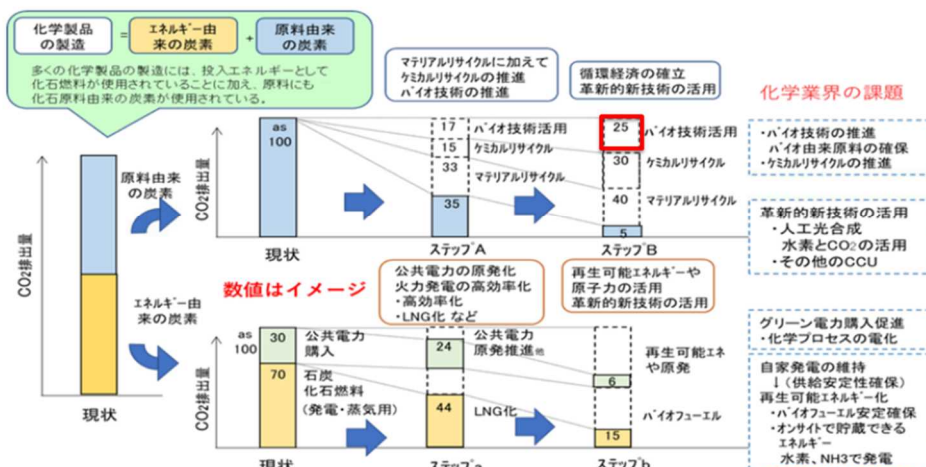 化学製品
の製造
=
エネルギー由
来の炭素
+
原料由来
の炭素
多くの化学製品の製造には、投入エネルギーとして
化石燃料が使用されていることに加え、原料にも
化石原料由来の炭素が使用されている。
マテリアルリサイクルに加えて
ケミカルリサイクルの推進
バイオ技術の推進
循環経済の確立
革新的新技術の活用
化学業界の課題
原料由来
の炭素
エネルギー由
来の炭素
CO2排出量
現状
CO2排出量
as
100
現状
17
バイオ技術活用
15
ケミカルリサイクル
33
マテリアルリサイクル
35
ステップA
25
バイオ技術活用
30
ケミカルリサイクル
40
マテリアルリサイクル
5
ステップB
・バイオ技術の推進
バイオ由来原料の確保
・ケミカルリサイクルの推進
革新的新技術の活用
・人工光合成
水素とCO2の活用
・その他のCCU
数値はイメージ
公共電力の原発化
火力発電の高効率化
・高効率化
・LNG化 など
再生可能エネルギーや
原子力の活用
革新的新技術の活用
CO2排出量
as
100
30
公共電力
購入
70
石炭
化石燃料
(発電・蒸気用)
現状
24
公共電力
原発推進他
44
LNG化
ステップa
再生可能エネ
や原発
6
バイオフューエル
15
ステップb
グリーン電力購入促進
・化学プロセスの電化
自家発電の維持
↓(供給安定性確保)
再生可能エネルギー化
・バイオフューエル安定確保
・オンサイトで貯蔵できる
エネルギー
水素、NH3で発電